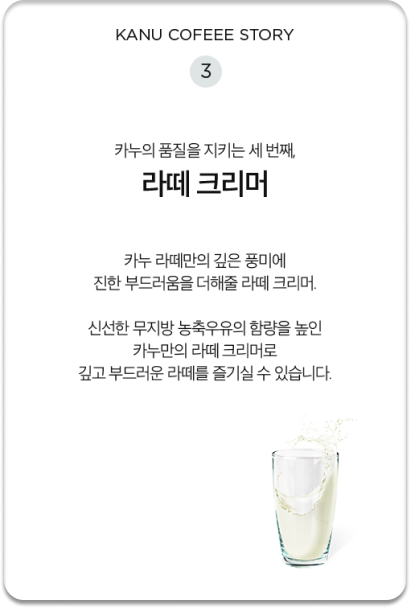 KANU COFEEE STORY
3
카누의 품질을 지키는 세 번째,
라떼 크리머
카누 라떼만의 깊은 풍미에
진한 부드러움을 더해줄 라떼 크리머.
신선한 무지방 농축우유의 함량을 높인
카누만의 라떼 크리머로
깊고 부드러운 라떼를 즐기실 수 있습니다.